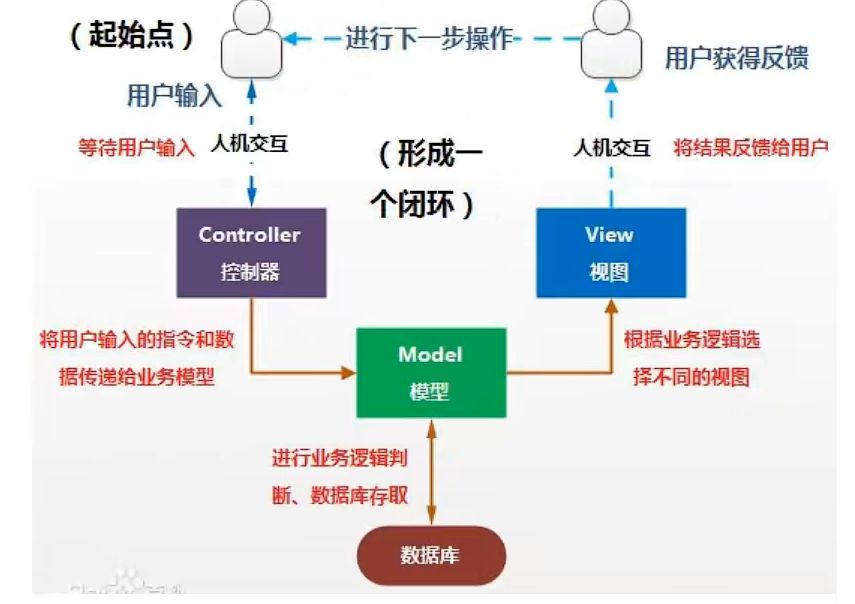 （起始点）
进行下一步操作
用户获得反馈
用户输入
等待用户输入
人机交互
（形成一
个闭环）
人机交互
将结果反馈给用户
Controller
控制器
View
视图
将用户输入的指令和数
据传递给业务模型
Model
模型
根据业务逻辑选
择不同的视图
进行业务逻辑判
断、数据库存取
数据库